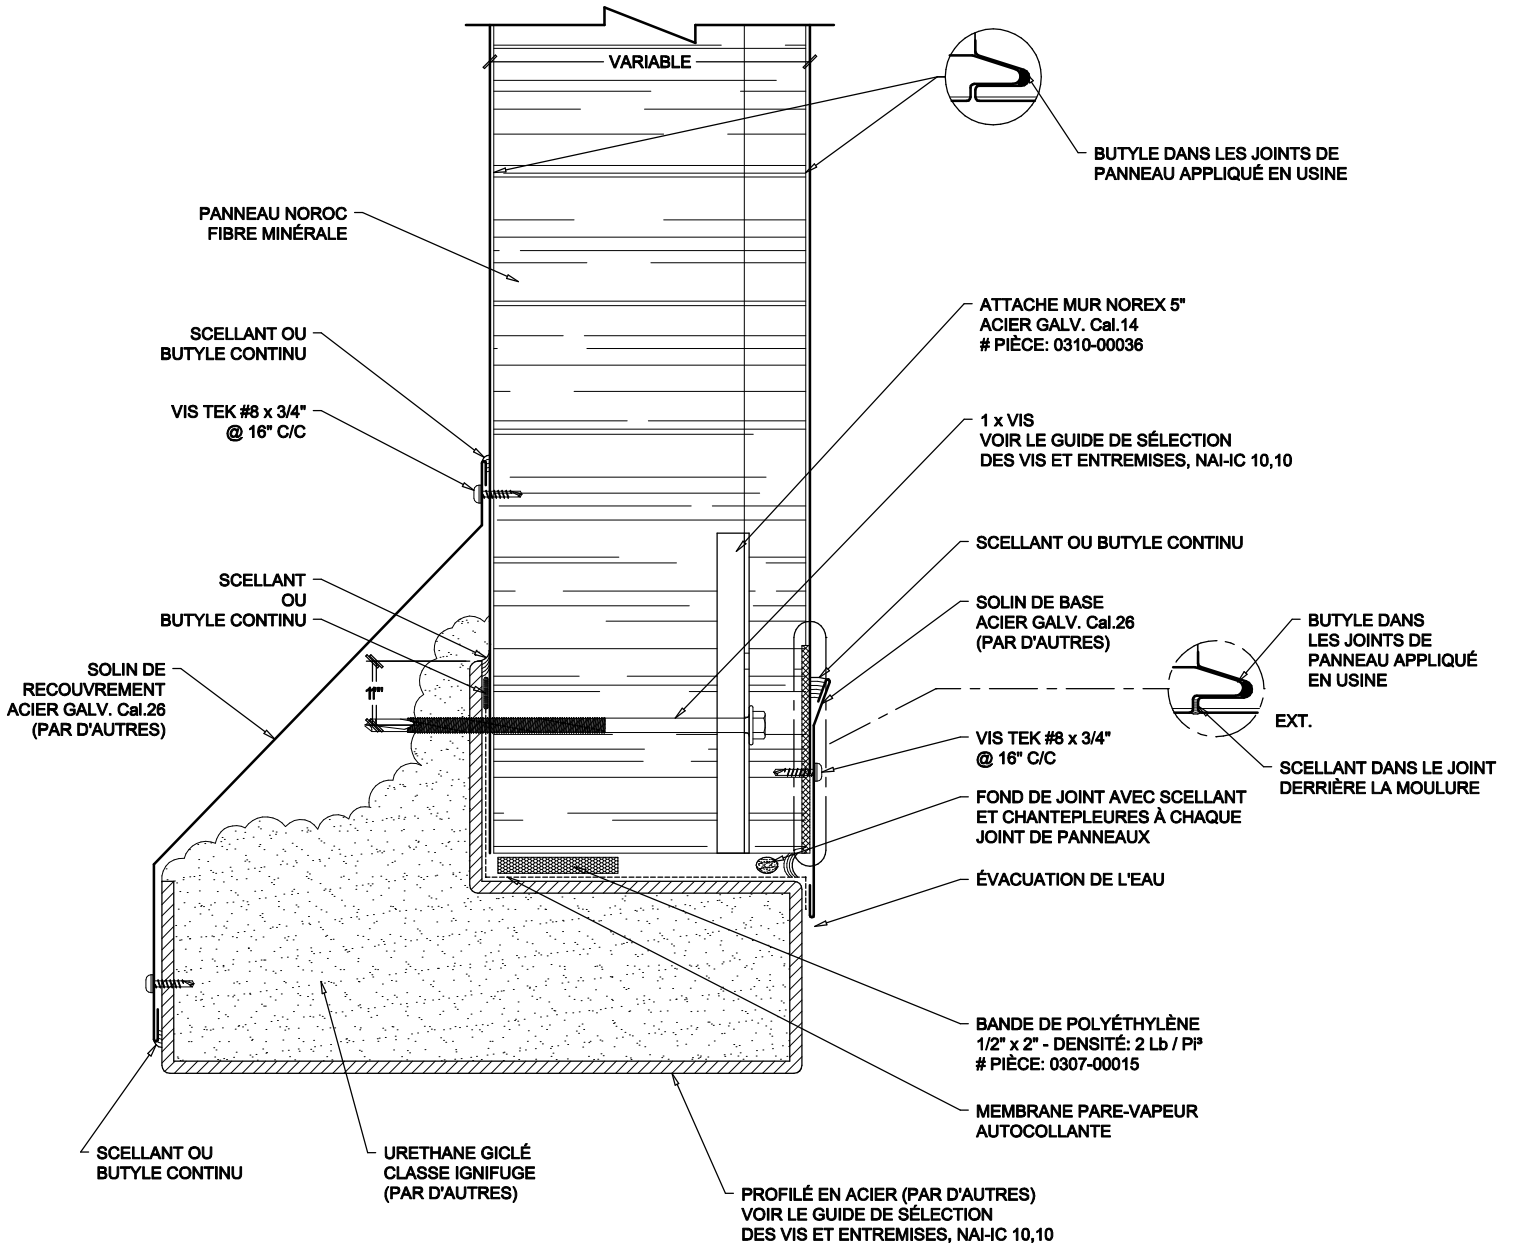 VARIABLE
BUTYLE DANS LES JOINTS DE
PANNEAU APPLIQUÉ EN USINE
PANNEAU NOROC
FIBRE MINÉRALE
ATTACHE MUR NOREX 5"
ACIER GALV. Cal.14
# PIÈCE: 0310-00036
SCELLANT OU
BUTYLE CONTINU
VIS TEK #8 x 3/4"
@ 16" C/C
1 x VIS
VOIR LE GUIDE DE SÉLECTION
DES VIS ET ENTREMISES, NAI-IC 10,10
SCELLANT OU BUTYLE CONTINU
SCELLANT
OU
BUTYLE CONTINU
SOLIN DE BASE
ACIER GALV. Cal.26
(PAR D'AUTRES)
BUTYLE DANS
LES JOINTS DE
PANNEAU APPLIQUÉ
EN USINE
SOLIN DE
RECOUVREMENT
ACIER GALV. Cal.26
(PAR D'AUTRES)
EXT.
VIS TEK #8 x 3/4"
@ 16" C/C
SCELLANT DANS LE JOINT
DERRIÈRE LA MOULURE
FOND DE JOINT AVEC SCELLANT
ET CHANTEPLEURES À CHAQUE
JOINT DE PANNEAUX
ÉVACUATION DE L'EAU
BANDE DE POLYÉTHYLÈNE
1/2" x 2" - DENSITÉ: 2 Lb / Pi³
# PIÈCE: 0307-00015
MEMBRANE PARE-VAPEUR
AUTOCOLLANTE
SCELLANT OU
BUTYLE CONTINU
URETHANE GICLÉ
CLASSE IGNIFUGE
(PAR D'AUTRES)
PROFILÉ EN ACIER (PAR D'AUTRES)
VOIR LE GUIDE DE SÉLECTION
DES VIS ET ENTREMISES, NAI-IC 10,10